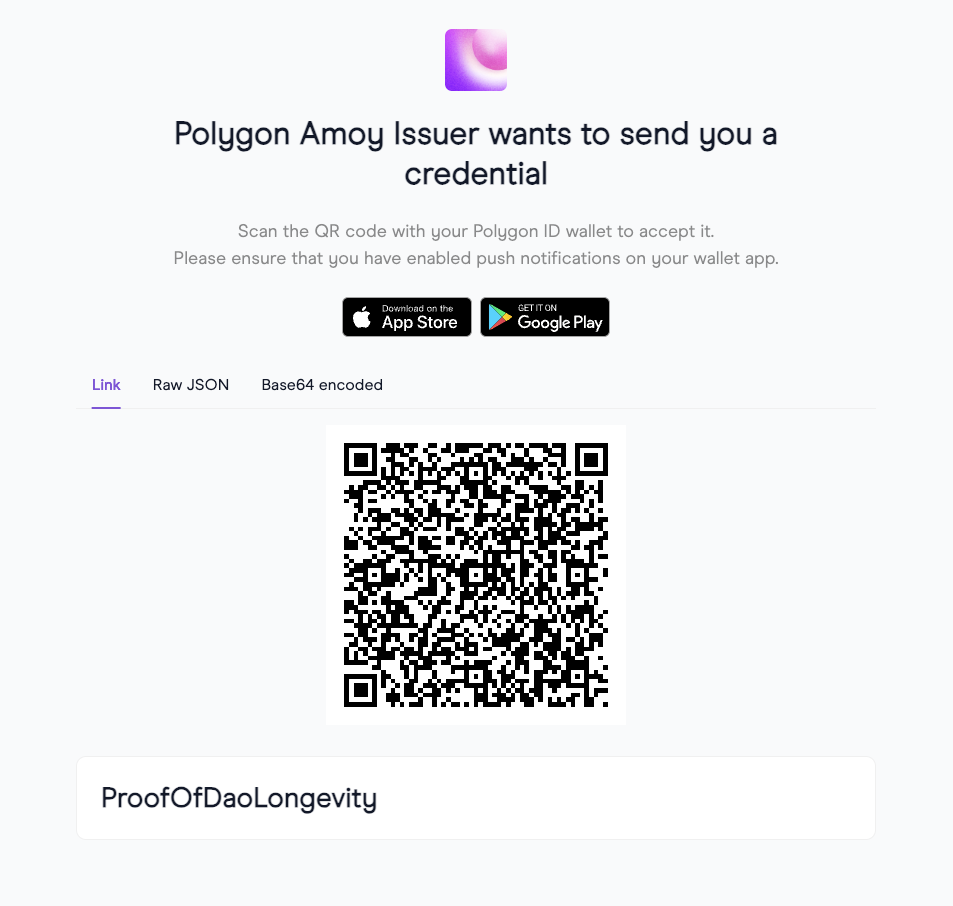 Polygon Amoy Issuer wants to send you a
credential
Scan the QR code with your Polygon ID wallet to accept it.
Please ensure that you have enabled push notifications on your wallet app.
Download on the
App Store
GET IT ON
Google Play
Link
Raw JSON
Base64 encoded
ProofOfDaoLongevity